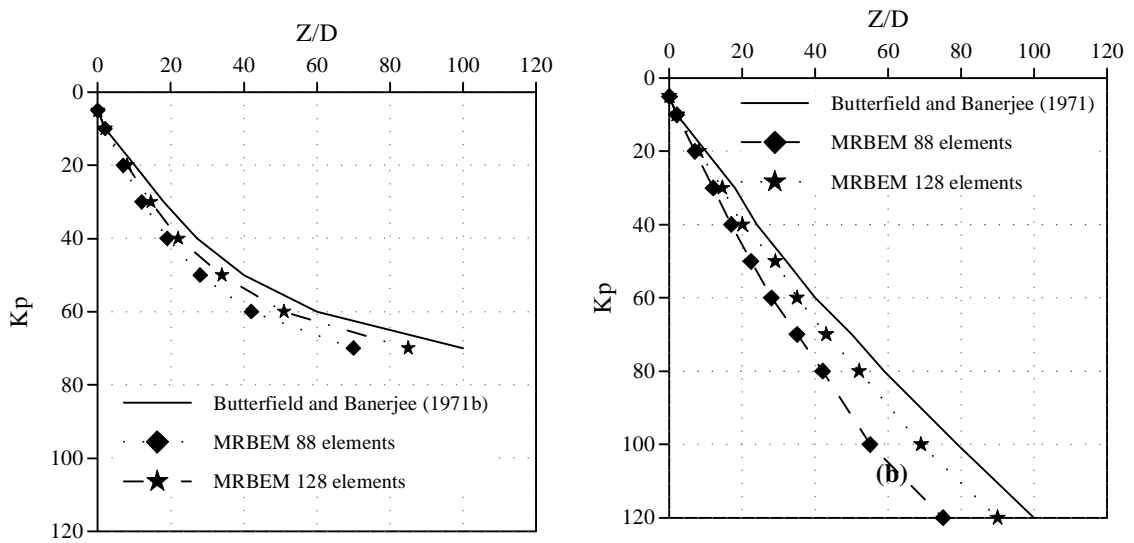 Z/D
0 20 40 60 80 100 120
0
20
40
60
80
100
120
Kp
Butterfield and Banerjee (1971b)
MRBEM 88 elements
MRBEM 128 elements
Z/D
0 20 40 60 80 100 120
0
20
40
60
80
100
120
Kp
Butterfield and Banerjee (1971)
MRBEM 88 elements
MRBEM 128 elements
(b)